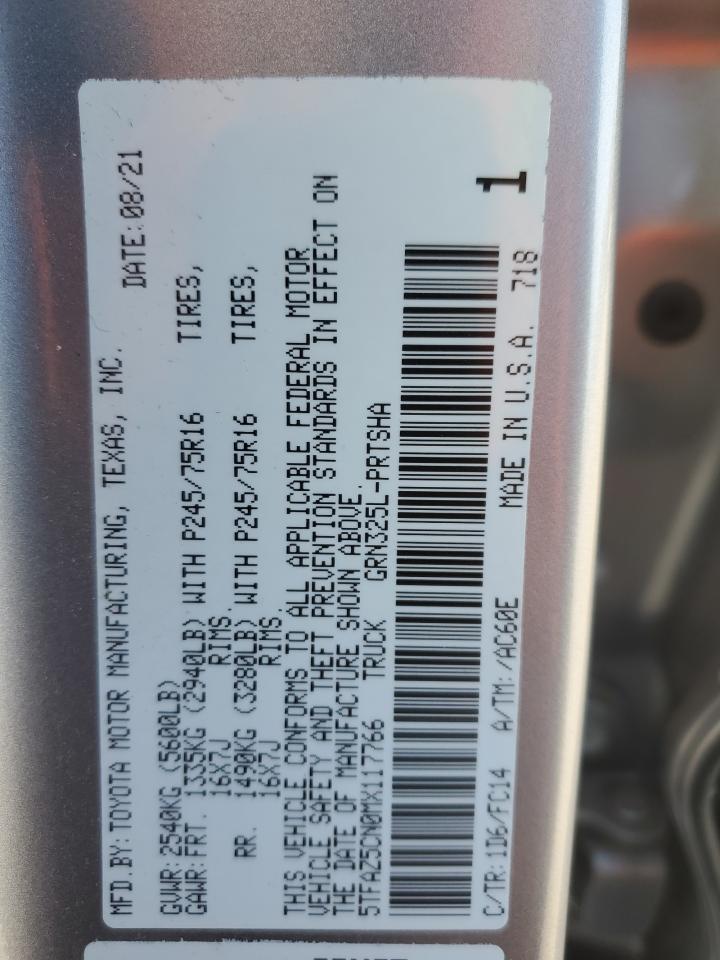 MFD.BY: TOYOTA MOTOR MANUFACTURING, TEXAS, INC.
DATE: 08/21
GVWR: 2540KG (5600LB)
GAWR: FRT. 1335KG (2940LB) WITH P245/75R16 TIRES,
16X7J RIMS.
RR. 1490KG (3280LB) WITH P245/75R16 TIRES,
16X7J RIMS.
THIS VEHICLE CONFORMS TO ALL APPLICABLE FEDERAL MOTOR
VEHICLE SAFETY AND THEFT PREVENTION STANDARDS IN EFFECT ON
THE DATE OF MANUFACTURE SHOWN ABOVE.
5TFAZ5CN0MX117766 TRUCK GRN325L-PRTSHA
1
C/TR: 1D6/FC14 A/TM: /AC60E MADE IN U.S.A. 718